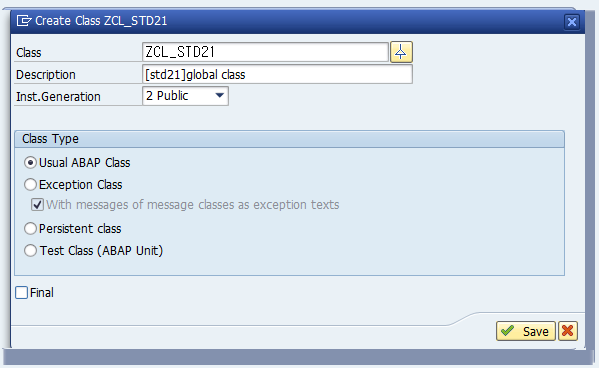 Create Class ZCL_STD21
Class ZCL_STD21
Description [std21]global class
Inst.Generation 2 Public
Class Type
Usual ABAP Class
Exception Class
With messages of message classes as exception texts
Persistent class
Test Class (ABAP Unit)
Final
Save